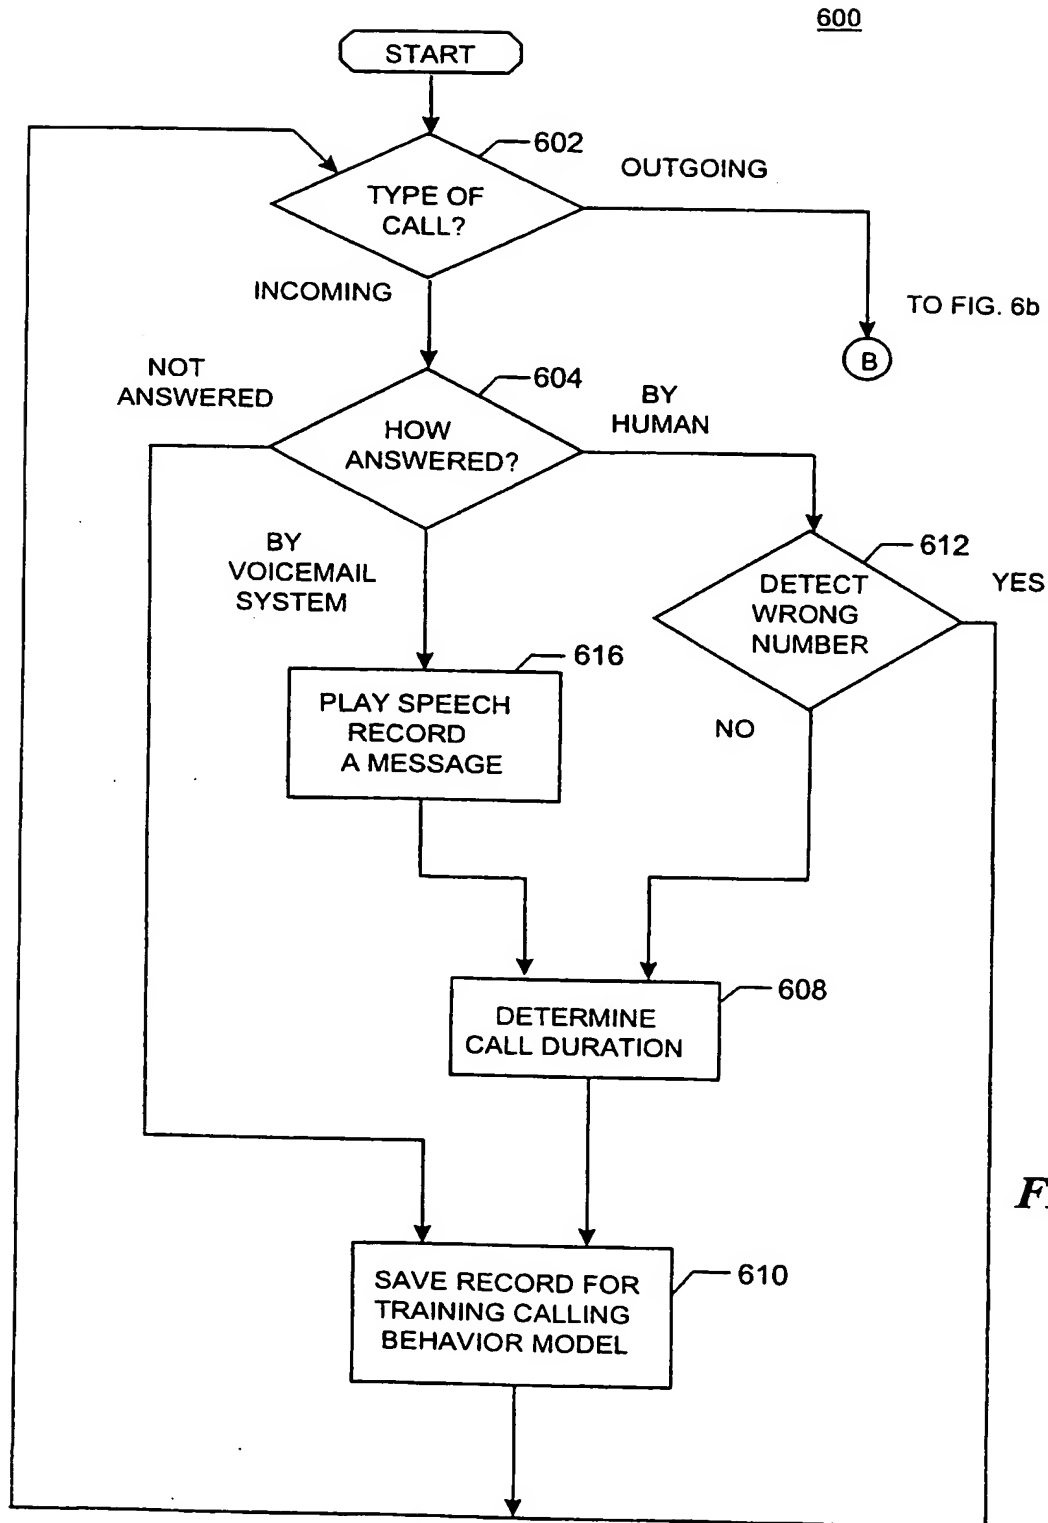 600
START
602
OUTGOING
TYPE OF
CALL?
INCOMING
TO FIG. 6b
B
NOT
ANSWERED
604
BY
HUMAN
HOW
ANSWERED?
BY
VOICEMAIL
SYSTEM
612
DETECT
WRONG
NUMBER
YES
616
PLAY SPEECH
RECORD
A MESSAGE
NO
608
DETERMINE
CALL DURATION
610
SAVE RECORD FOR
TRAINING CALLING
BEHAVIOR MODEL